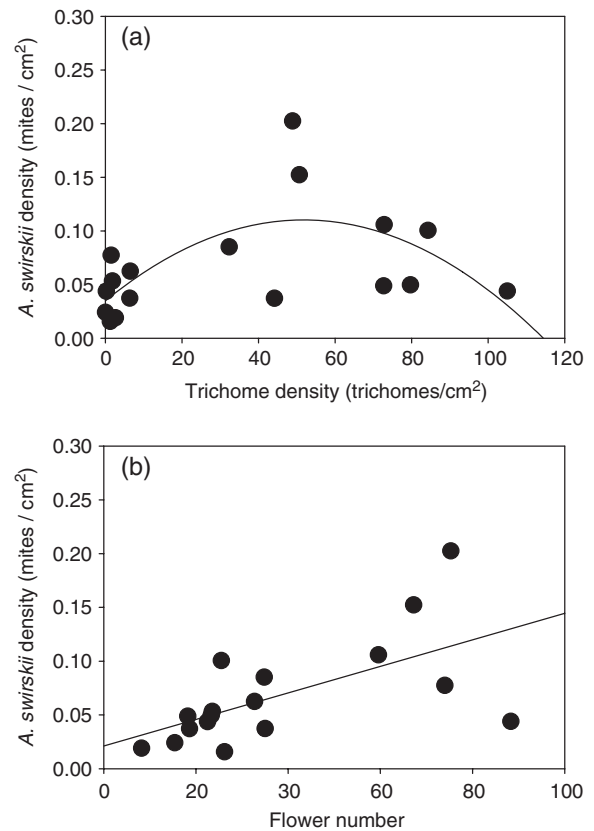 (a)
A. swirskii density (mites / cm²)
0.30
0.25
0.20
0.15
0.10
0.05
0.00
0 20 40 60 80 100 120
Trichome density (trichomes/cm²)
(b)
A. swirskii density (mites / cm²)
0.30
0.25
0.20
0.15
0.10
0.05
0.00
0 20 30 60 80 100
Flower number